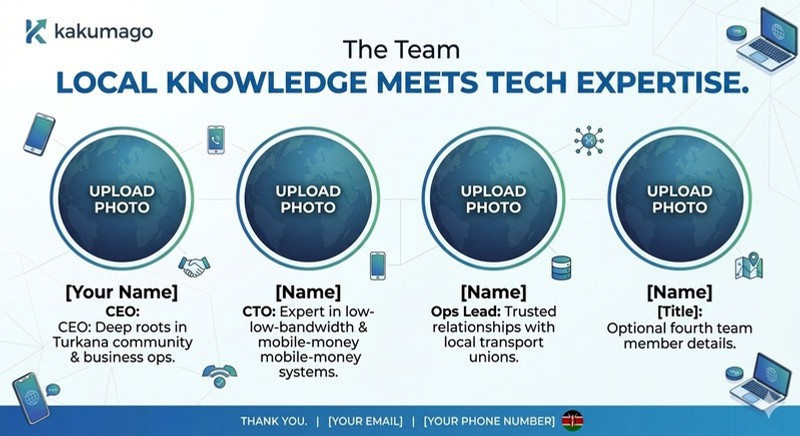 kakumago
The Team
LOCAL KNOWLEDGE MEETS TECH EXPERTISE.
UPLOAD
PHOTO
[Your Name]
CEO:
CEO: Deep roots in
Turkana community
& business ops.
UPLOAD
PHOTO
[Name]
CTO: Expert in low-
low-bandwidth &
mobile-money
mobile-money
systems.
UPLOAD
PHOTO
[Name]
Ops Lead: Trusted
relationships with
local transport
unions.
UPLOAD
PHOTO
[Name]
[Title]:
Optional fourth team
member details.
THANK YOU. | [YOUR EMAIL] | [YOUR PHONE NUMBER]